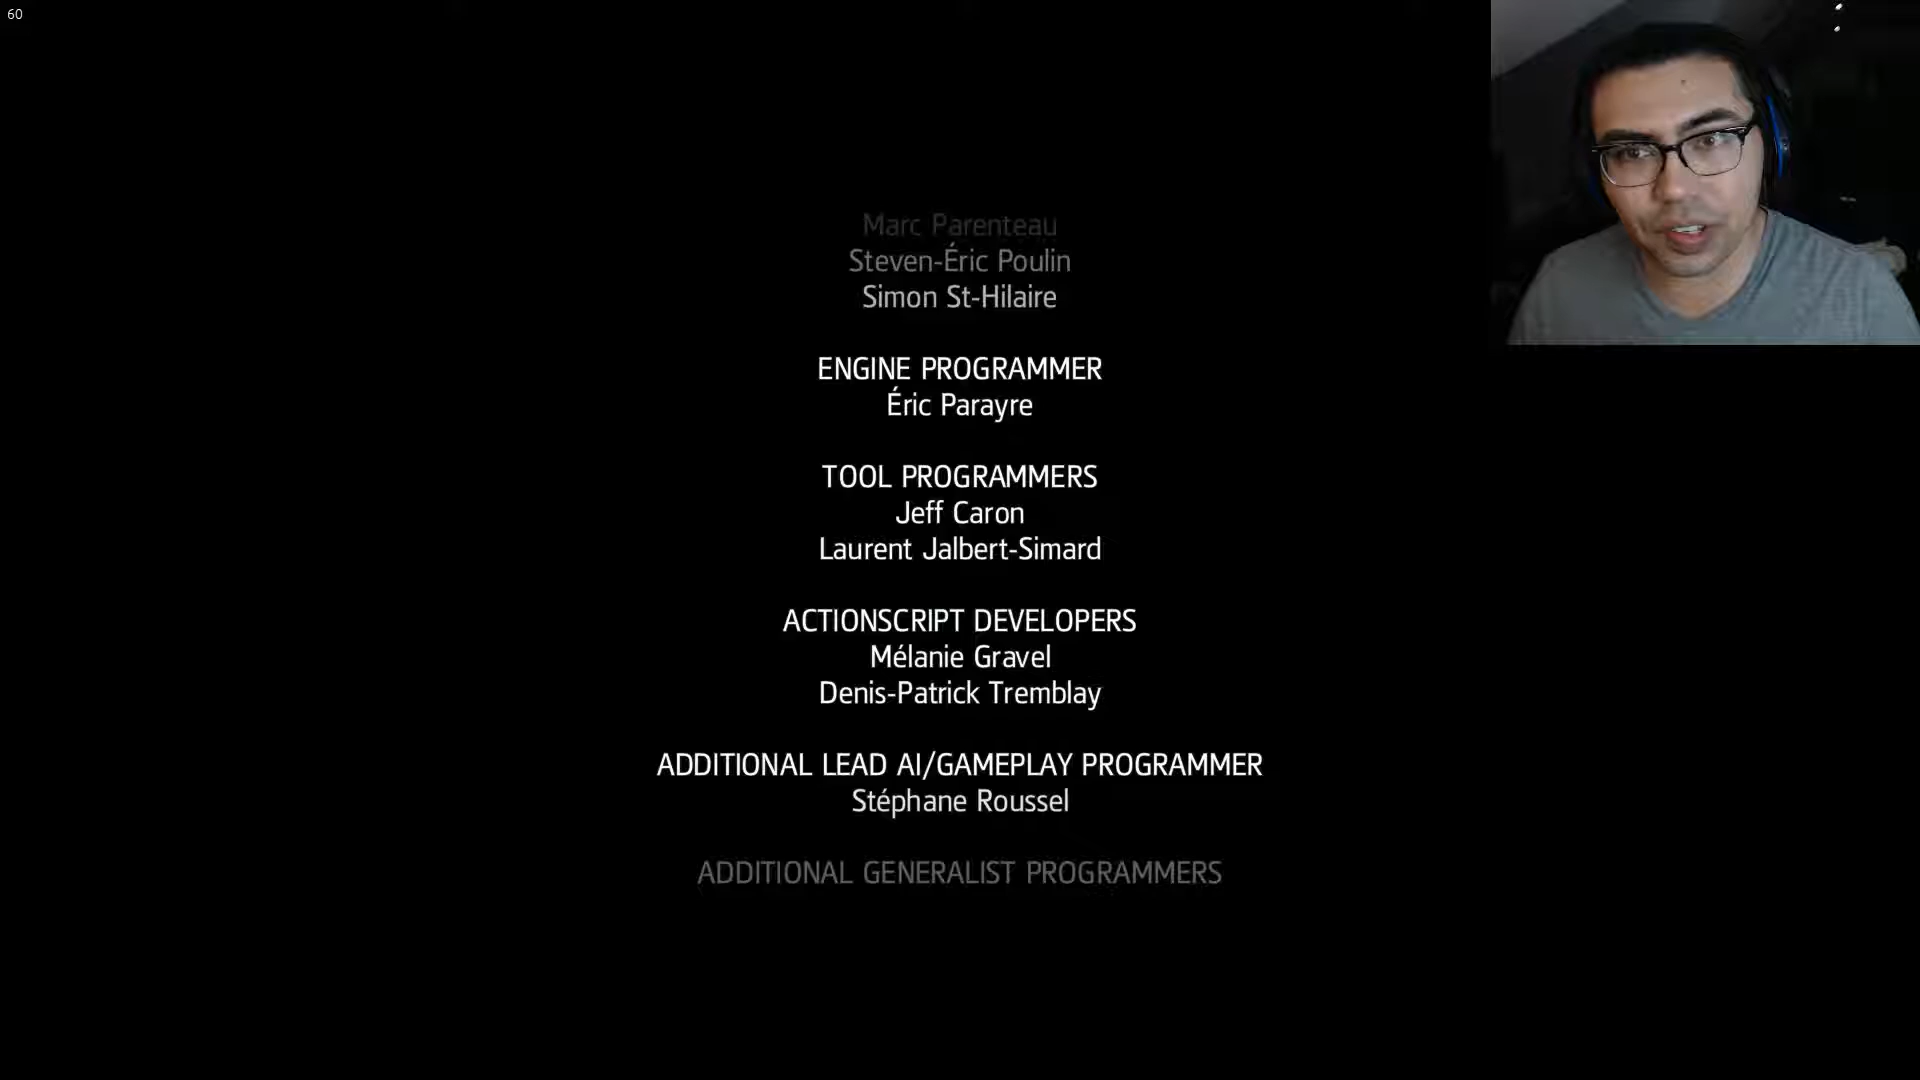 60
Marc Parenteau
Steven-Éric Poulin
Simon St-Hilaire
ENGINE PROGRAMMER
Éric Parayre
TOOL PROGRAMMERS
Jeff Caron
Laurent Jalbert-Simard
ACTIONSCRIPT DEVELOPERS
Mélanie Gravel
Denis-Patrick Tremblay
ADDITIONAL LEAD AI/GAMEPLAY PROGRAMMER
Stéphane Roussel
ADDITIONAL GENERALIST PROGRAMMERS